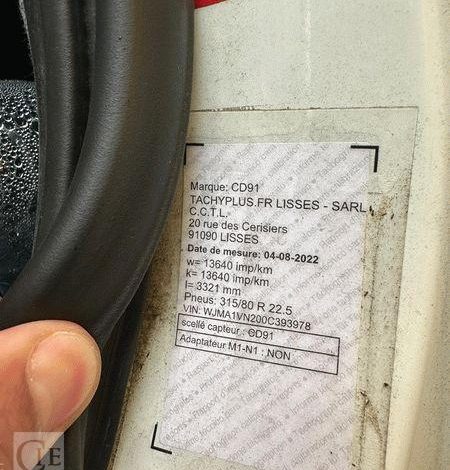 Marque: CD91
TACHYPLUS.FR LISSES - SARL
C.C.T.L.
20 rue des Cerisiers
91090 LISSES
Date de mesure: 04-08-2022
w= 13640 imp/km
k= 13640 imp/km
l= 3321 mm
Pneus: 315/80 R 22.5
VIN: WJMA1VN200C393978
scellé capteur : CD91
Adaptateur M1-N1 : NON